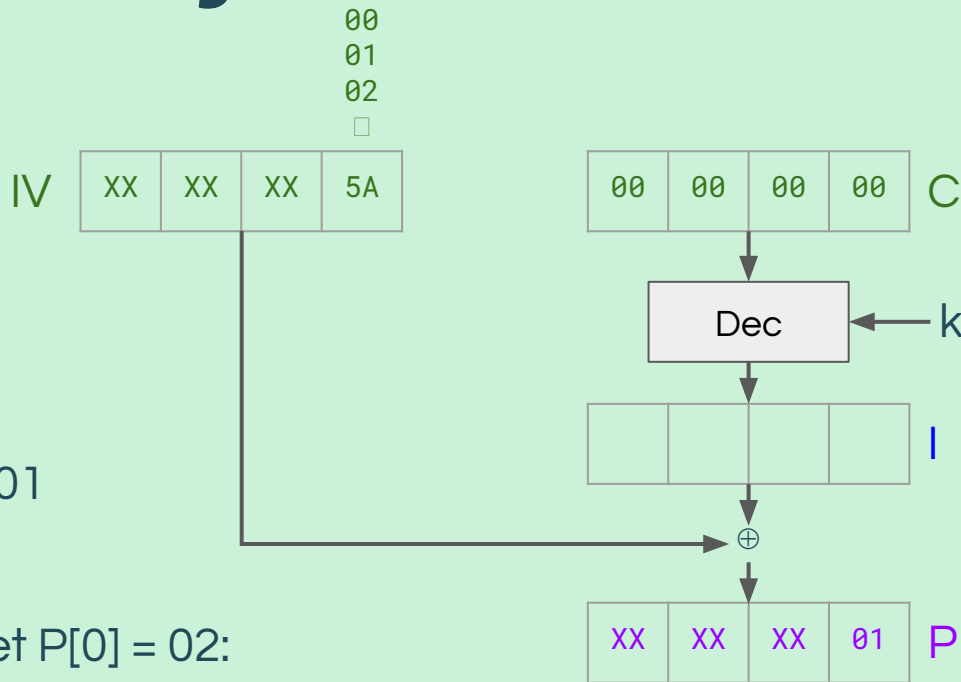 00
01
02
IV XX XX XX 5A
00 00 00 00 C
Dec
k
I
01
⊕
et P[0] = 02:
XX XX XX 01 P